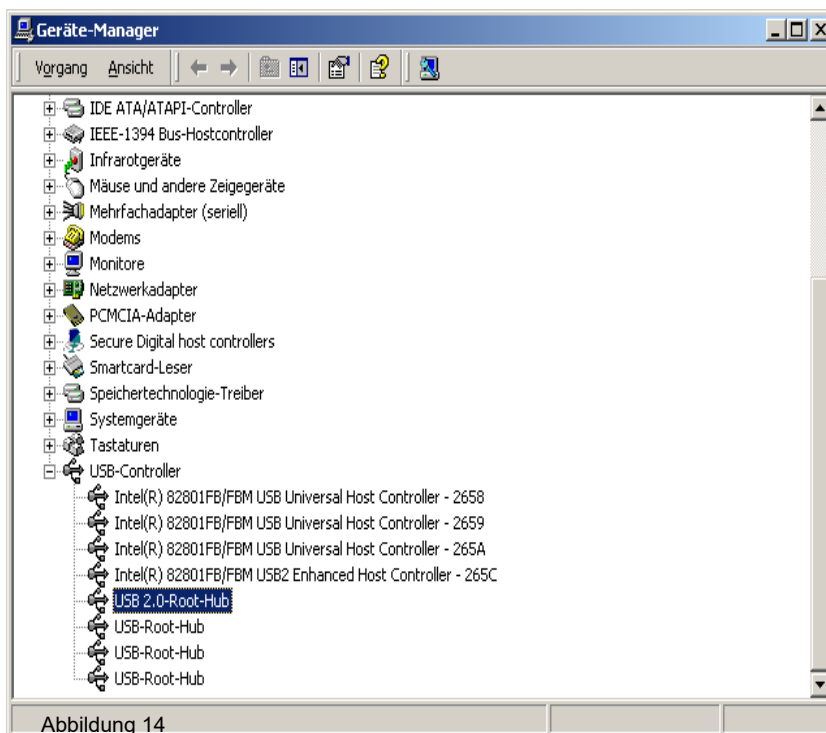 Geräte-Manager
Vorgang Ansicht
IDE ATA/ATAPI-Controller
IEEE-1394 Bus-Hostcontroller
Infrarotgeräte
Mäuse und andere Zeigegeräte
Mehrfachadapter (seriell)
Modems
Monitore
Netzwerkadapter
PCMCIA-Adapter
Secure Digital host controllers
Smartcard-Leser
Speichertechnologie-Treiber
Systemgeräte
Tastaturen
USB-Controller
Intel(R) 82801FB/FBM USB Universal Host Controller - 2658
Intel(R) 82801FB/FBM USB Universal Host Controller - 2659
Intel(R) 82801FB/FBM USB Universal Host Controller - 265A
Intel(R) 82801FB/FBM USB2 Enhanced Host Controller - 265C
USB 2.0-Root-Hub
USB-Root-Hub
USB-Root-Hub
USB-Root-Hub
Abbildung 14